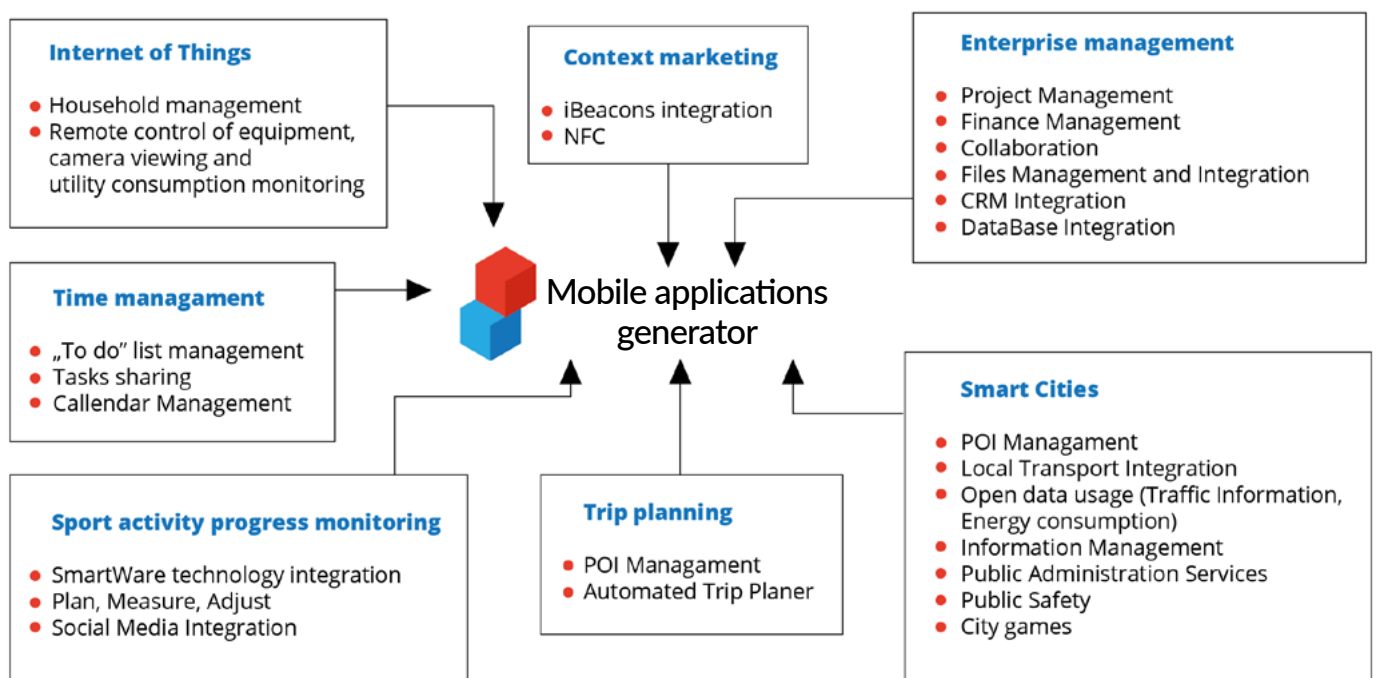 Internet of Things
Household management
Remote control of equipment,
camera viewing and
utility consumption monitoring
Context marketing
iBeacons integration
NFC
Enterprise management
Project Management
Finance Management
Collaboration
Files Management and Integration
CRM Integration
DataBase Integration
Time managament
„To do” list management
Tasks sharing
Callendar Management
Mobile applications
generator
Sport activity progress monitoring
SmartWare technology integration
Plan, Measure, Adjust
Social Media Integration
Trip planning
POI Managament
Automated Trip Planer
Smart Cities
POI Managament
Local Transport Integration
Open data usage (Traffic Information,
Energy consumption)
Information Management
Public Administration Services
Public Safety
City games